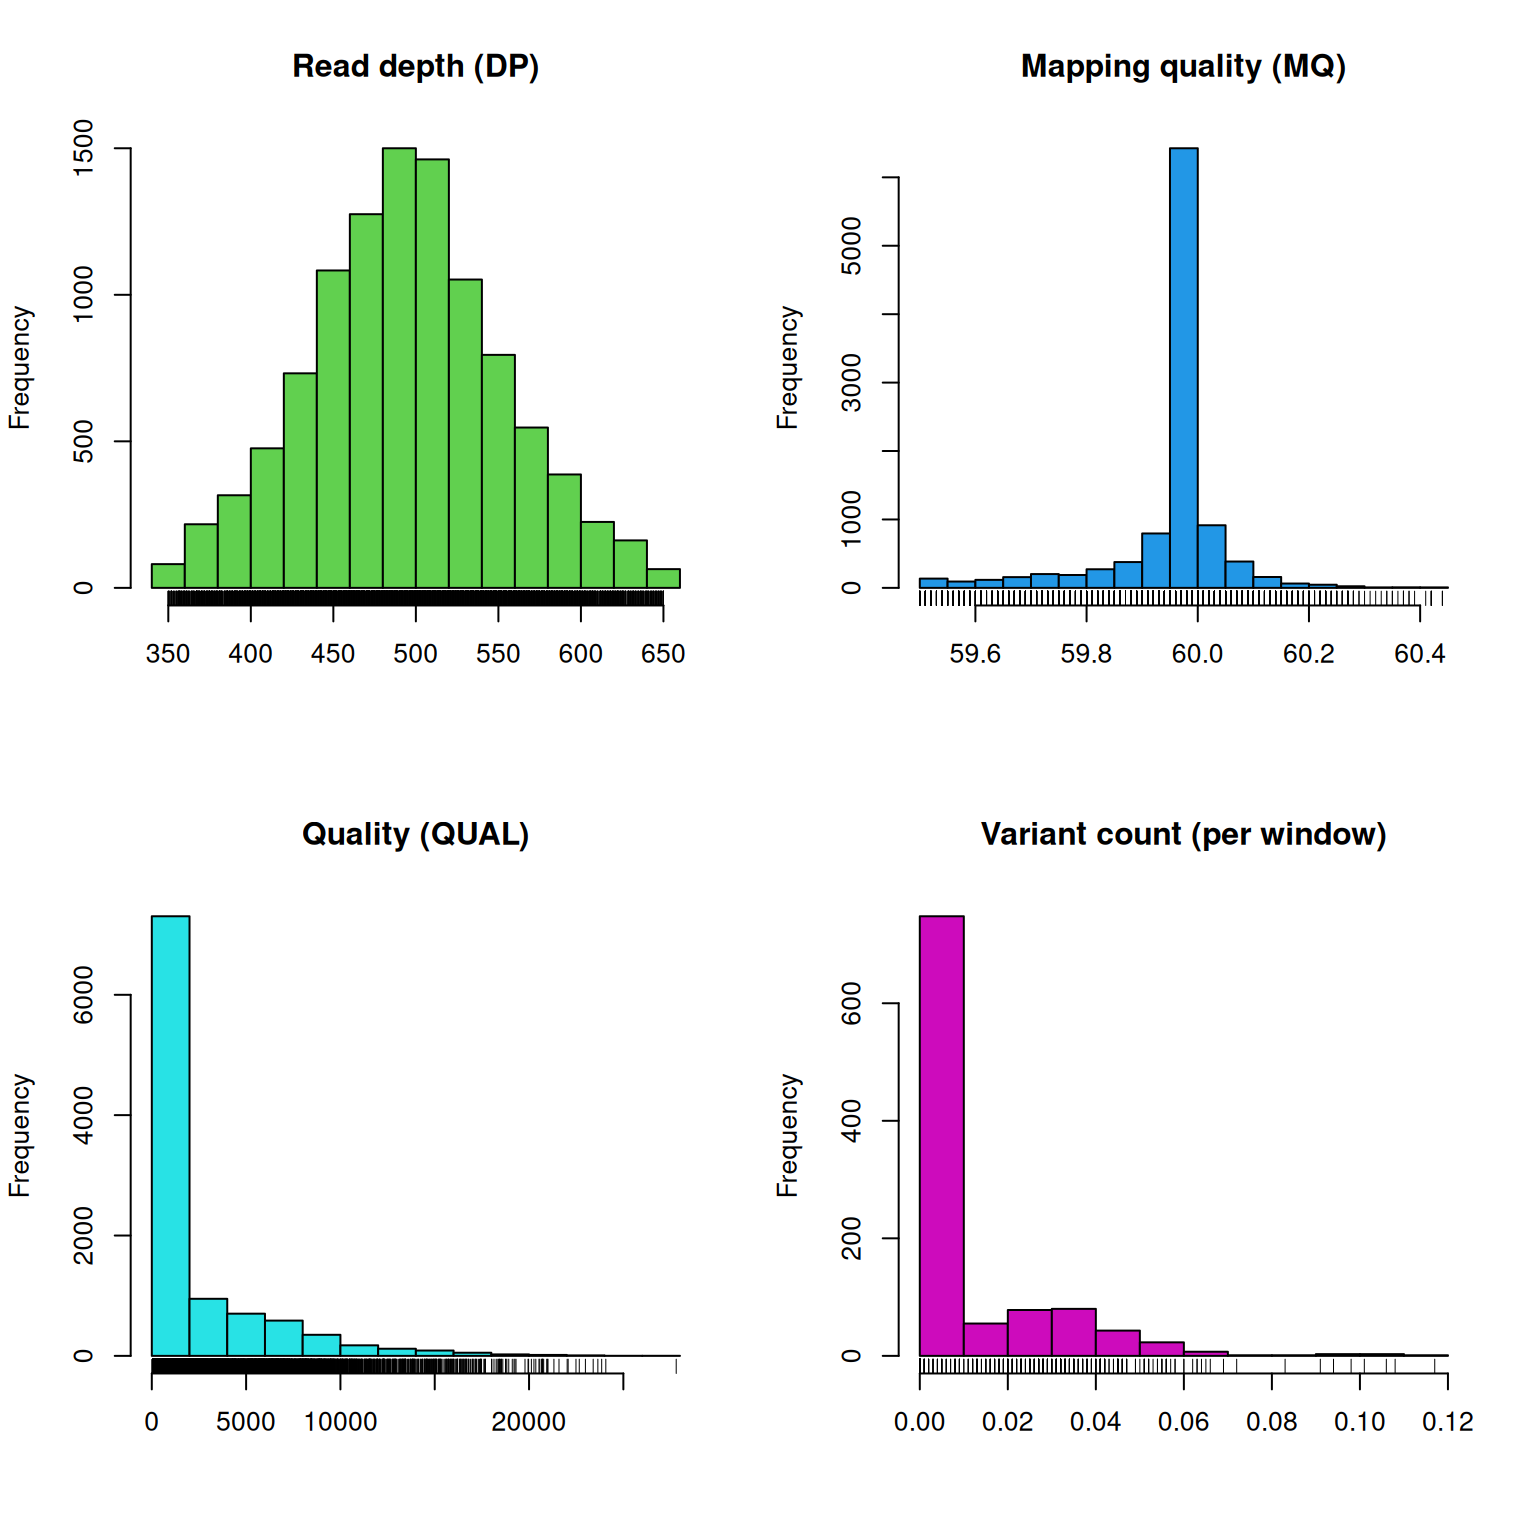 Read depth (DP)
Frequency
0 500 1000 1500
350 400 450 500 550 600 650
Mapping quality (MQ)
Frequency
0 1000 3000 5000
59.6 59.8 60.0 60.2 60.4
Quality (QUAL)
Frequency
0 2000 4000 6000
0 5000 10000 20000
Variant count (per window)
Frequency
0 200 400 600
0.00 0.02 0.04 0.06 0.08 0.10 0.12